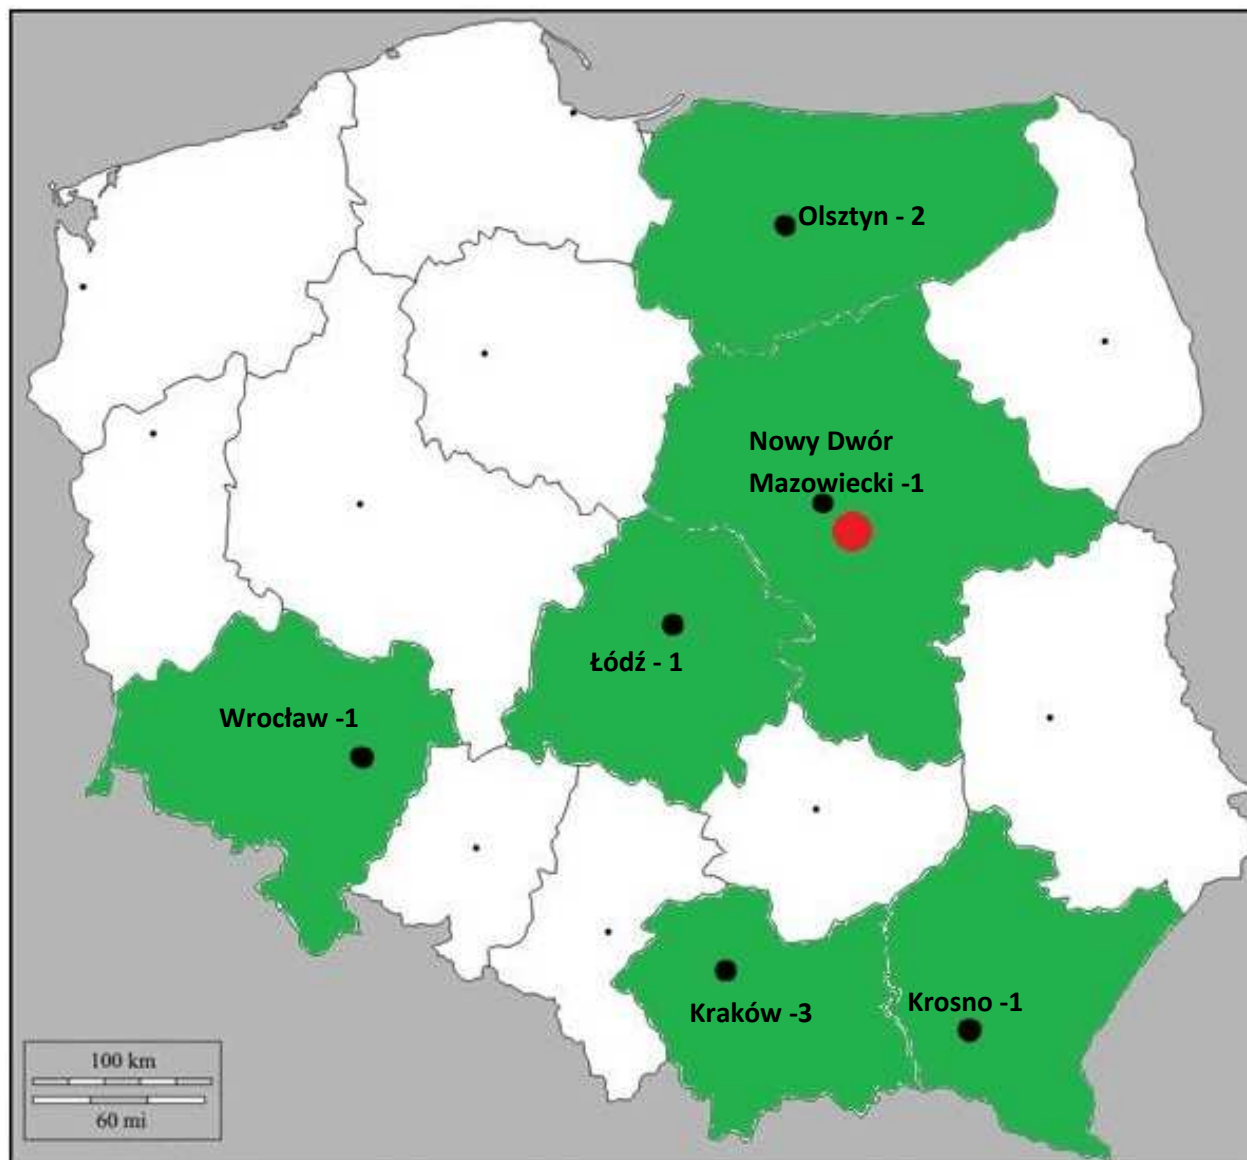 Olsztyn - 2
Nowy Dwór
Mazowiecki -1
Łódź - 1
Wrocław -1
Kraków -3
Krosno -1
100 km
60 mi